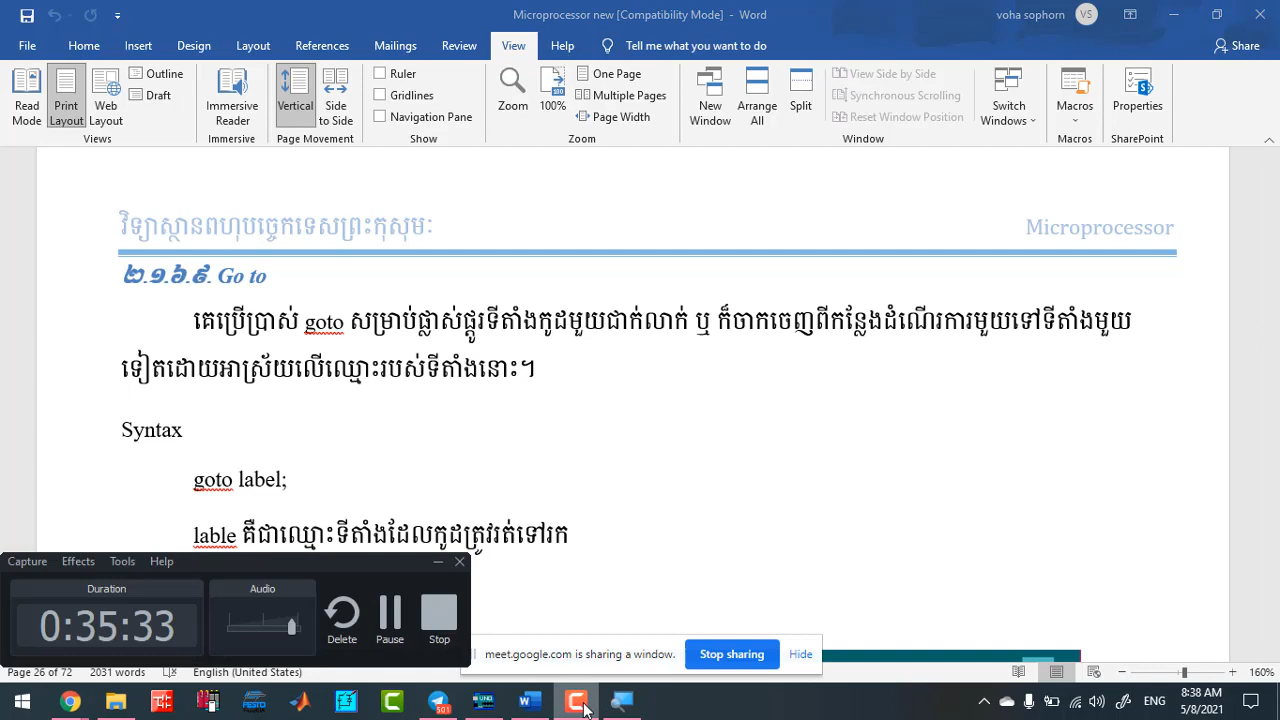 Microprocessor new [Compatibility Mode] - Word
voha sophorn
VS
File
Home
Insert
Design
Layout
References
Mailings
Review
View
Help
Tell me what you want to do
Share
Read Mode
Print Layout
Web Layout
Outline
Draft
Views
Immersive Reader
Immersive
Vertical
Side to Side
Page Movement
Ruler
Gridlines
Navigation Pane
Show
Zoom
100%
One Page
Multiple Pages
Page Width
Zoom
New Window
Arrange All
Split
View Side by Side
Synchronous Scrolling
Reset Window Position
Window
Switch Windows
Macros
Macros
Properties
SharePoint
វិទ្យាស្ថានពហុបច្ចេកទេសព្រះកុសុមៈ
Microprocessor
២.១.៦.៩. Go to
គេប្រើប្រាស់ goto សម្រាប់ផ្លាស់ផ្តូរទីតាំងកូដមួយជាក់លាក់ ឬ ក៏ចាកចេញពីកន្លែងដំណើរការមួយទៅទីតាំងមួយ
ទៀតដោយអាស្រ័យលើឈ្មោះរបស់ទីតាំងនោះ។
Syntax
goto label;
lable គឺជាឈ្មោះទីតាំងដែលកូដត្រូវរត់ទៅរក
Capture
Effects
Tools
Help
Duration
0:35:33
Audio
Delete
Pause
Stop
meet.google.com is sharing a window.
Stop sharing
Hide
Page 26 of 72
2031 words
English (United States)
160%
FESTO
501
ENG
8:38 AM
5/8/2021